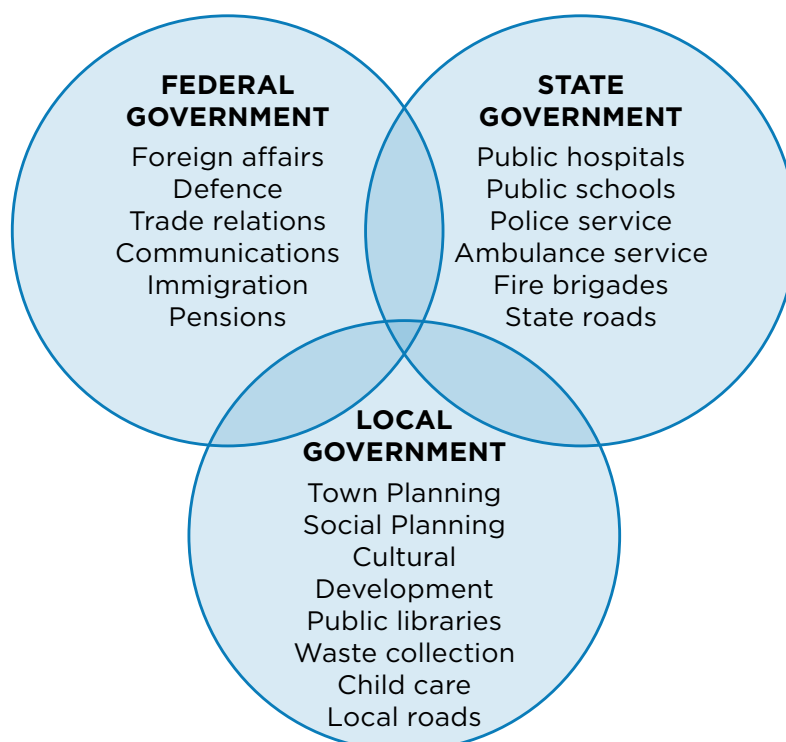 FEDERAL
GOVERNMENT
Foreign affairs
Defence
Trade relations
Communications
Immigration
Pensions
STATE
GOVERNMENT
Public hospitals
Public schools
Police service
Ambulance service
Fire brigades
State roads
LOCAL
GOVERNMENT
Town Planning
Social Planning
Cultural
Development
Public libraries
Waste collection
Child care
Local roads